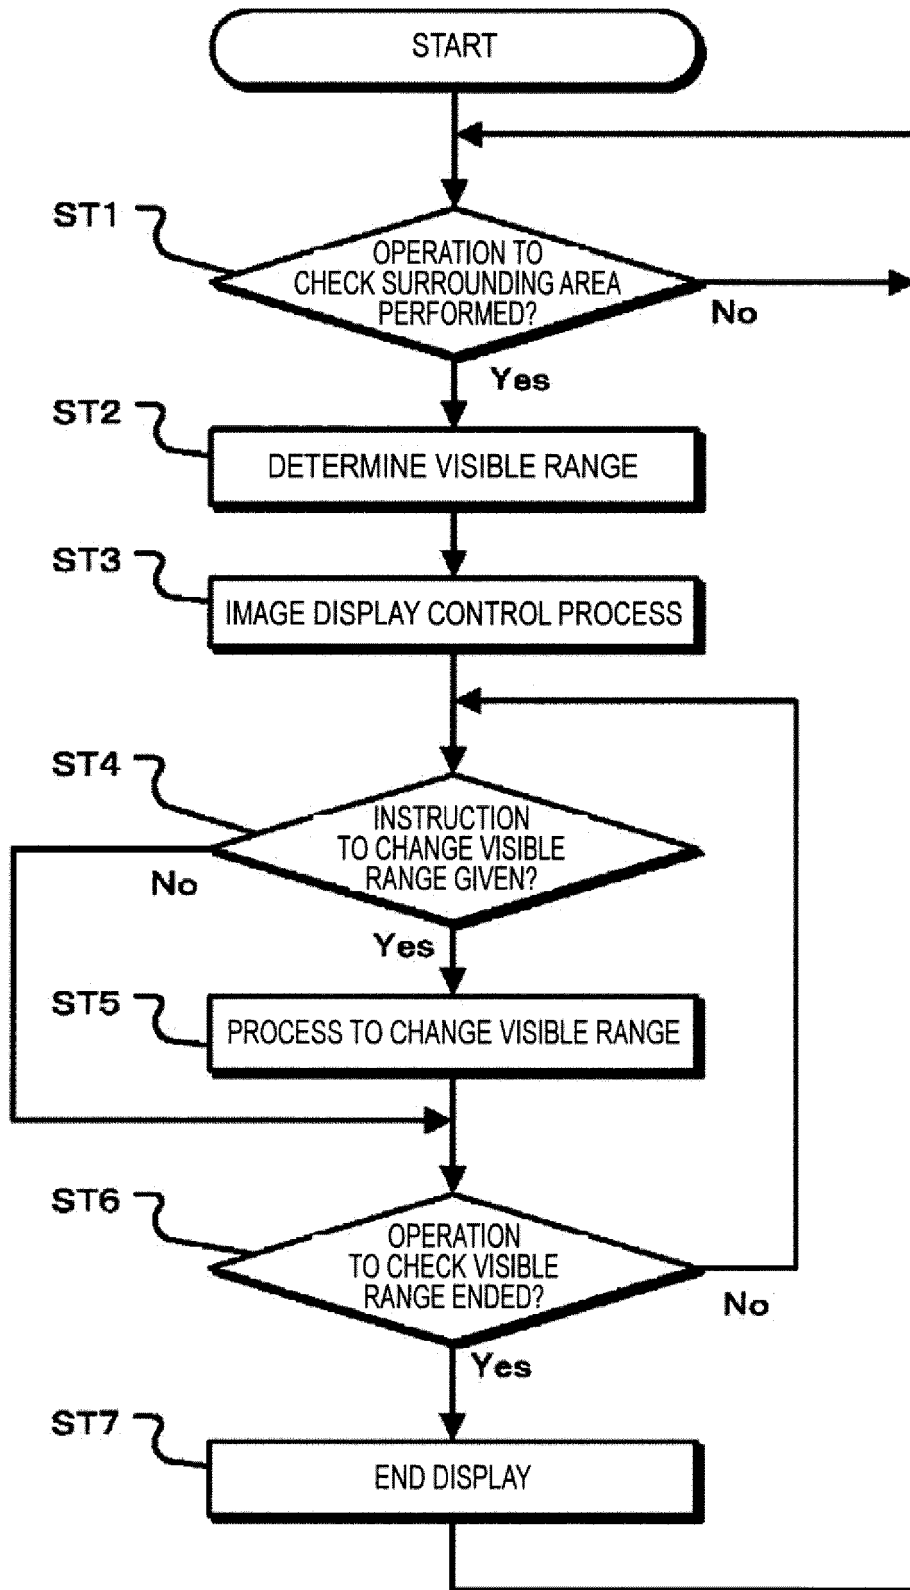 START
ST1
OPERATION TO
CHECK SURROUNDING AREA
PERFORMED?
No
Yes
ST2
DETERMINE VISIBLE RANGE
ST3
IMAGE DISPLAY CONTROL PROCESS
ST4
INSTRUCTION
TO CHANGE VISIBLE
RANGE GIVEN?
No
Yes
ST5
PROCESS TO CHANGE VISIBLE RANGE
ST6
OPERATION
TO CHECK VISIBLE
RANGE ENDED?
No
Yes
ST7
END DISPLAY